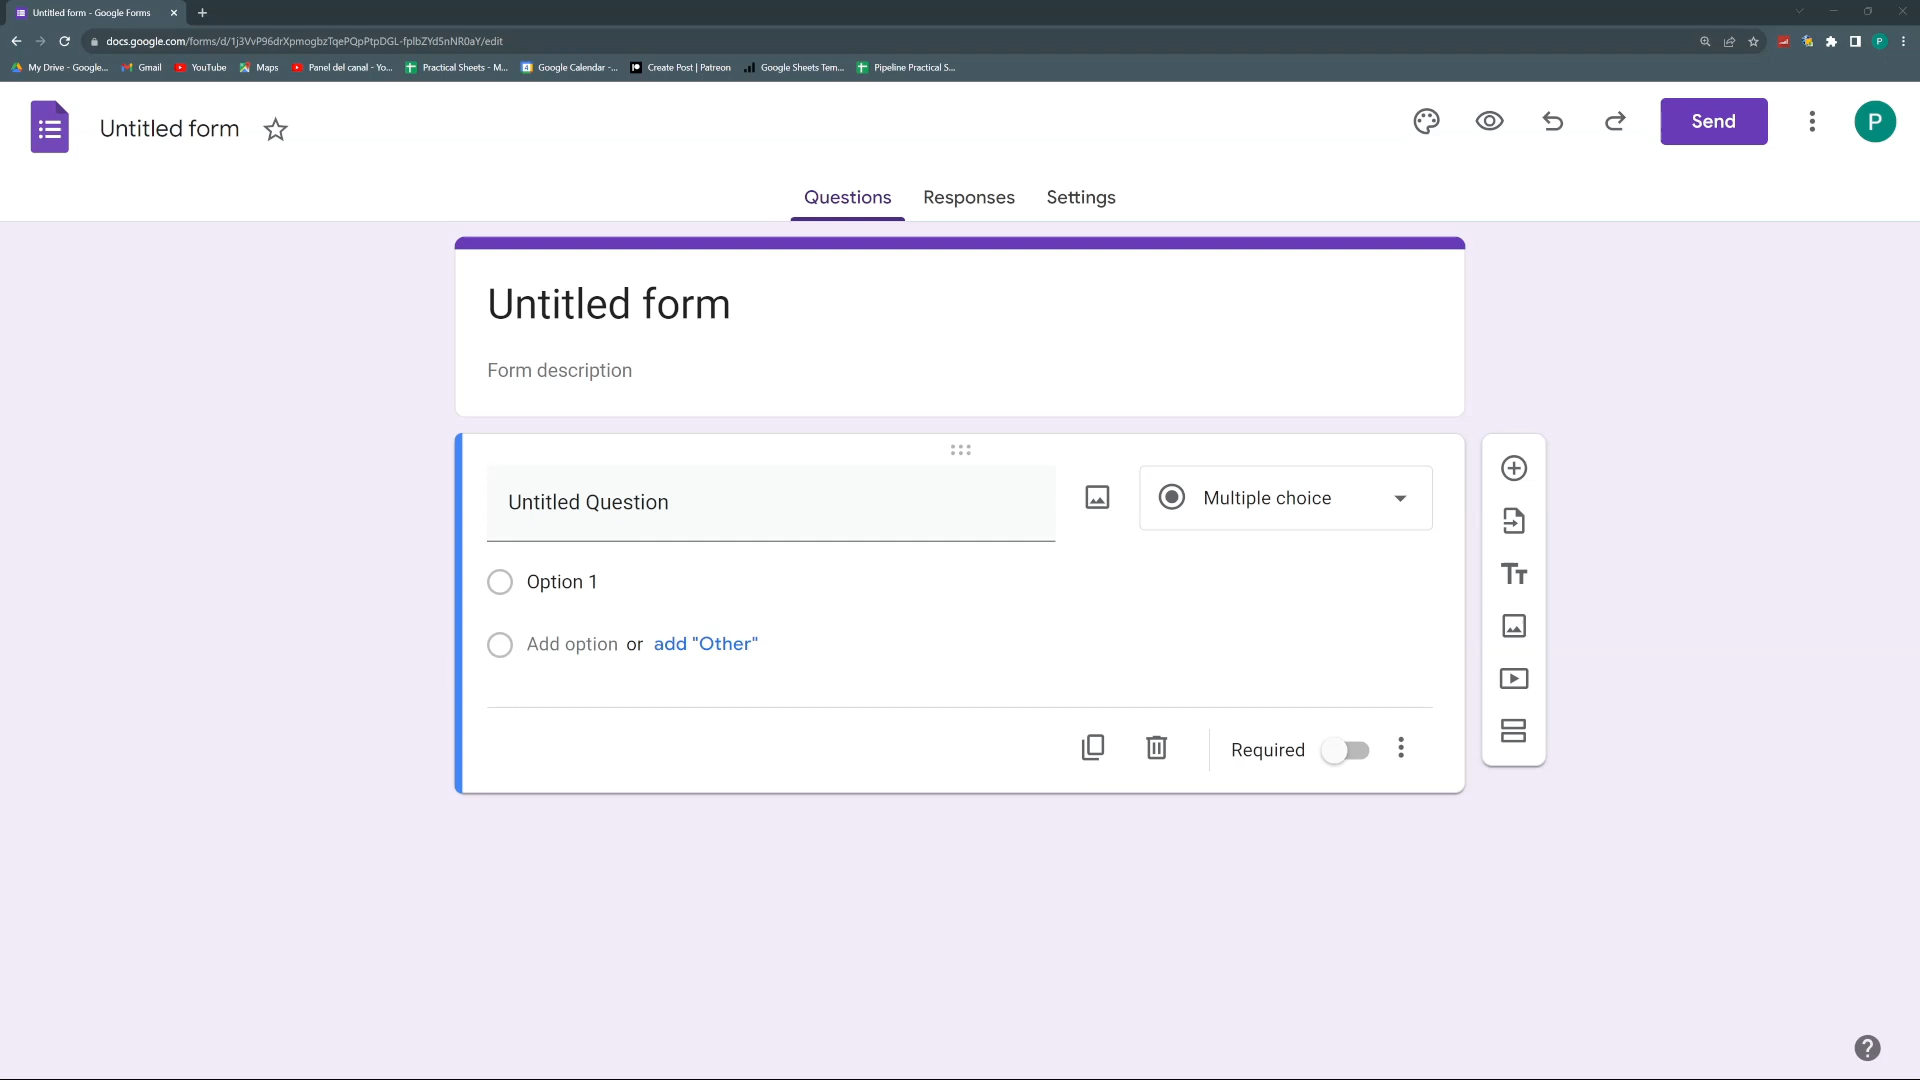 Untitled form - Google Forms
docs.google.com/forms/d/1j3VvP96drXpmogbzTqePQpPtpDGL-fplbZYd5nNR0aY/edit
P
My Drive - Google... Gmail YouTube Maps Panel del canal - Yo... Practical Sheets - M... Google Calendar -... Create Post | Patreon Google Sheets Tem... Pipeline Practical S...
Untitled form
Send
P
Questions Responses Settings
Untitled form
Form description
Untitled Question
Multiple choice
Option 1
Add option or add "Other"
Required